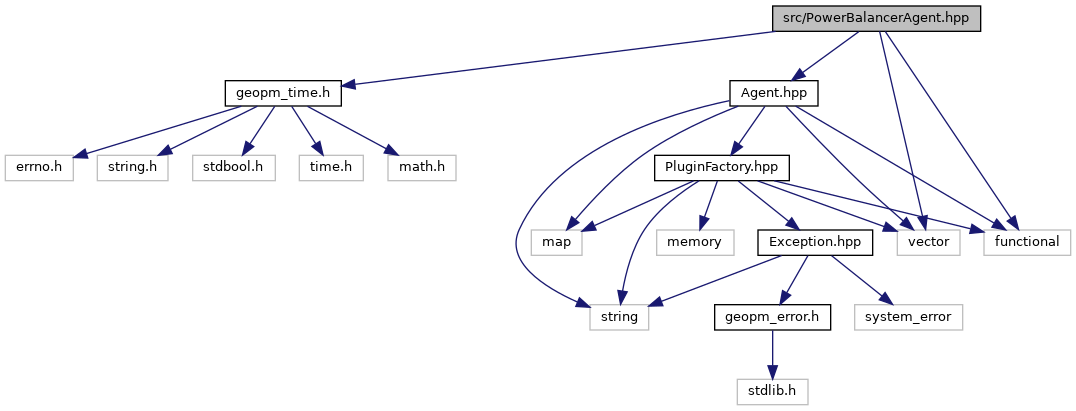 src/PowerBalancerAgent.hpp
geopm_time.h
Agent.hpp
errno.h
string.h
stdbool.h
time.h
math.h
PluginFactory.hpp
map
memory
Exception.hpp
vector
functional
string
geopm_error.h
system_error
stdlib.h